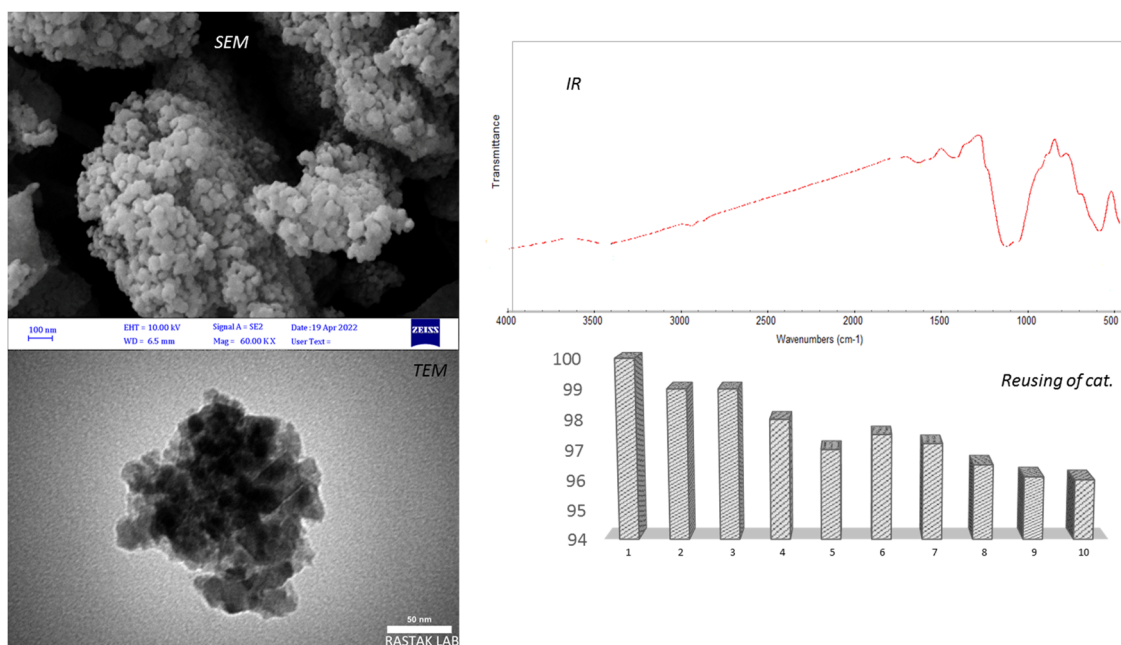 SEM
100 nm
EHT = 10.00 kV
Signal A = SE2
Date :19 Apr 2022
WD = 6.5 mm
Mag = 60.00 K X
User Text =
ZEISS
TEM
50 nm
RASTAK LAB
IR
Transmittance
4000 3500 3000 2500 2000 1500 1000 500
Wavenumbers (cm-1)
Reusing of cat.
100
99
98
97
96
95
94
1 2 3 4 5 6 7 8 9 10